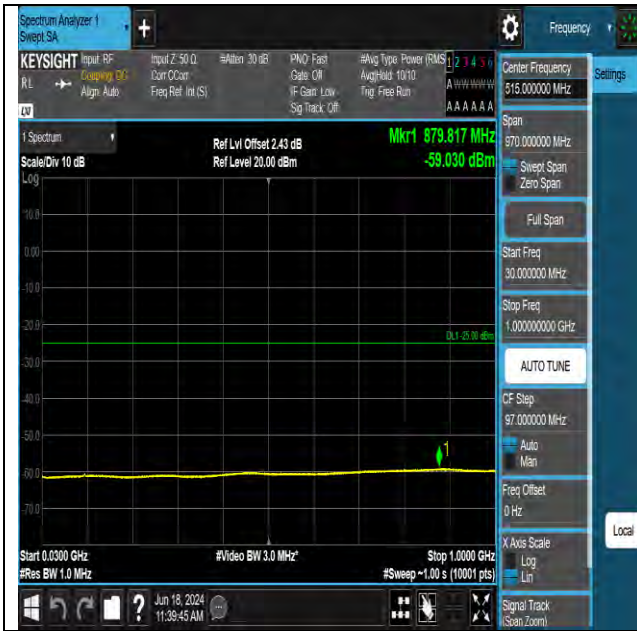 Spectrum Analyzer 1
Swept SA
+
Frequency
KEYSIGHT
RL
Input: RF
Coupling: DC
Align: Auto
Input Z: 50 Ω
Corr CCorr
Freq Ref: Int (S)
#Atten: 30 dB
PNO: Fast
Gate: Off
IF Gain: Low
Sig Track: Off
#Avg Type: Power (RMS
Avg|Hold: 10/10
Trig: Free Run
1 2 3 4 5 6
A W W W W W
A A A A A A
1 Spectrum
Scale/Div 10 dB
Log
Ref Lvl Offset 2.43 dB
Ref Level 20.00 dBm
Mkr1 879.817 MHz
-59.030 dBm
10.0
0.00
-10.0
-20.0
-30.0
-40.0
-50.0
-60.0
-70.0
DL1 -25.00 dBm
1
Start 0.0300 GHz
#Res BW 1.0 MHz
#Video BW 3.0 MHz*
Stop 1.0000 GHz
#Sweep ~1.00 s (10001 pts)
Jun 18, 2024
11:39:45 AM
Center Frequency
515.000000 MHz
Settings
Span
970.000000 MHz
Swept Span
Zero Span
Full Span
Start Freq
30.000000 MHz
Stop Freq
1.000000000 GHz
AUTO TUNE
CF Step
97.000000 MHz
Auto
Man
Freq Offset
0 Hz
X Axis Scale
Log
Lin
Local
Signal Track
(Span Zoom)